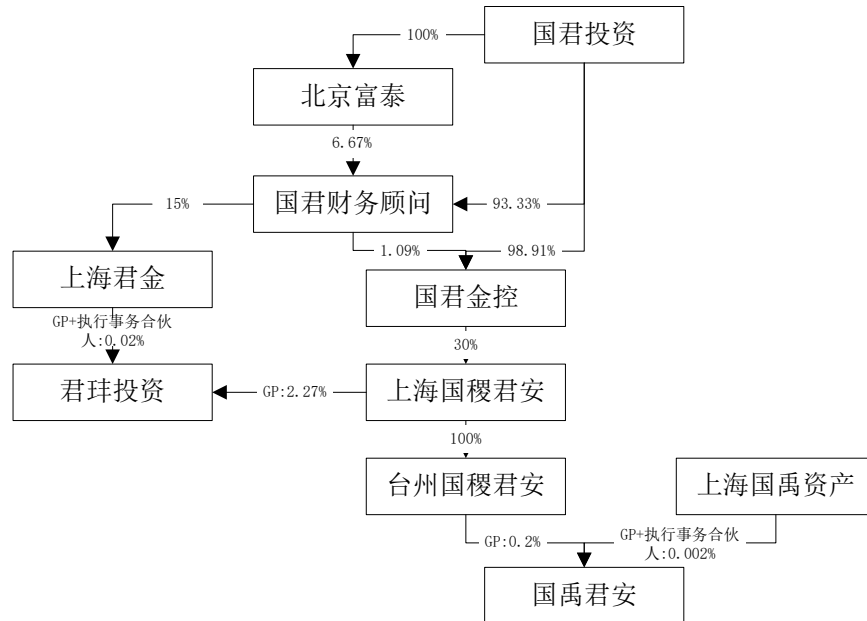 国君投资
100%
北京富泰
6.67%
国君财务顾问
15%
93.33%
1.09%
98.91%
上海君金
国君金控
GP+执行事务合伙
人:0.02%
30%
君玤投资
GP:2.27%
上海国稷君安
100%
台州国稷君安
上海国禹资产
GP:0.2%
GP+执行事务合伙
人:0.002%
国禹君安